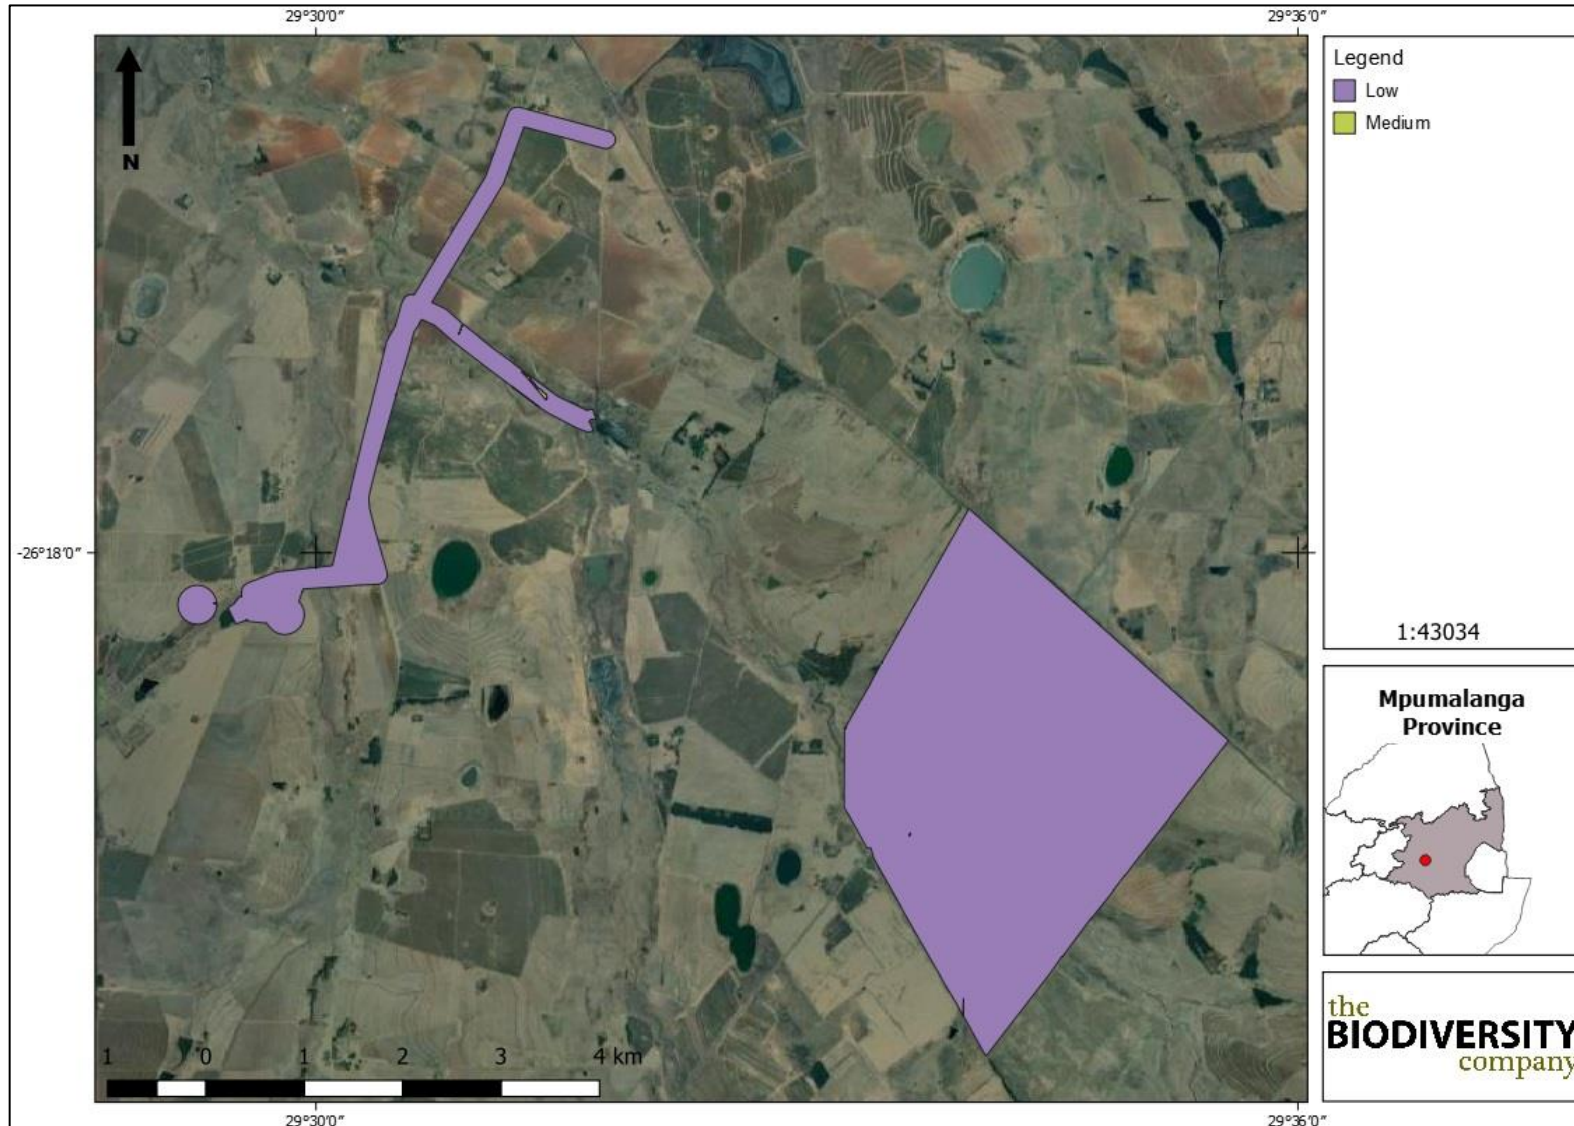 29°30′0″
29°36′0″
N
Legend
Low
Medium
-26°18′0″
1:43034
Mpumalanga
Province
1 0 1 2 3 4 km
the
BIODIVERSITY
company
29°30′0″
29°36′0″